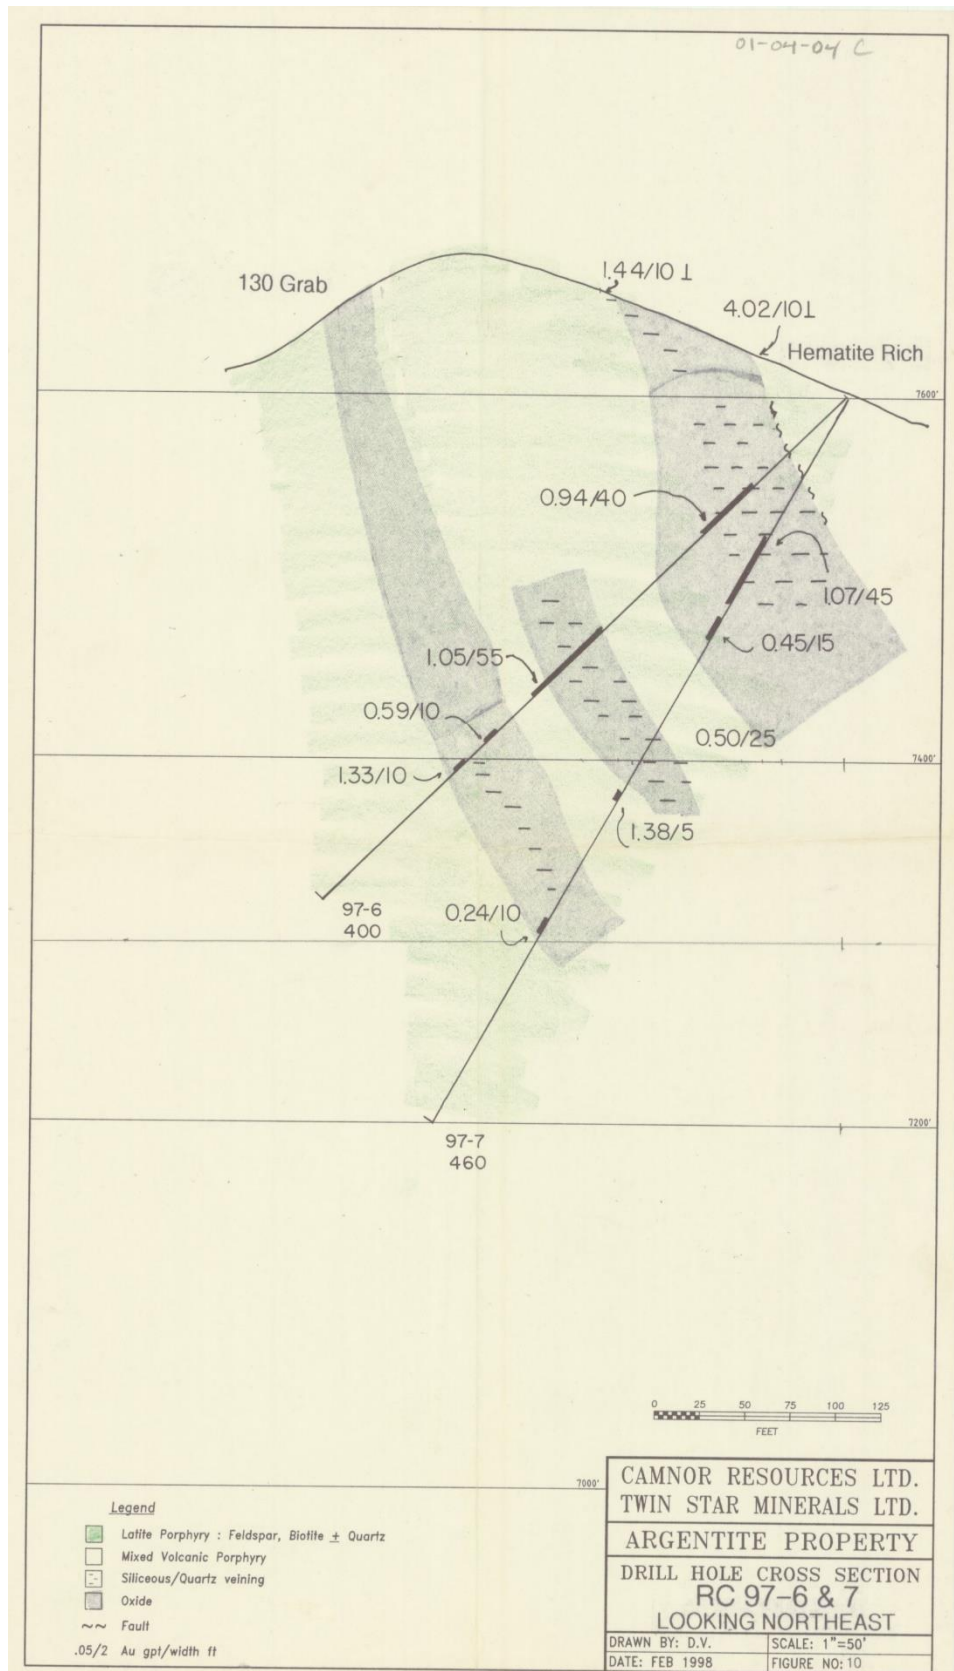 01-04-04 C
130 Grab
1.44/10 ⊥
4.02/10⊥
Hematite Rich
7600'
0.94/40
1.07/45
0.45/15
1.05/55
0.59/10
0.50/25
7400'
1.33/10
1.38/5
97-6
400
0.24/10
7200'
97-7
460
0 25 50 75 100 125
FEET
7000'
CAMNOR RESOURCES LTD.
TWIN STAR MINERALS LTD.
ARGENTITE PROPERTY
DRILL HOLE CROSS SECTION
RC 97-6 & 7
LOOKING NORTHEAST
DRAWN BY: D.V. SCALE: 1"=50'
DATE: FEB 1998 FIGURE NO: 10
Legend
Latite Porphyry : Feldspar, Biotite ± Quartz
Mixed Volcanic Porphyry
Siliceous/Quartz veining
Oxide
~~ Fault
.05/2 Au gpt/width ft